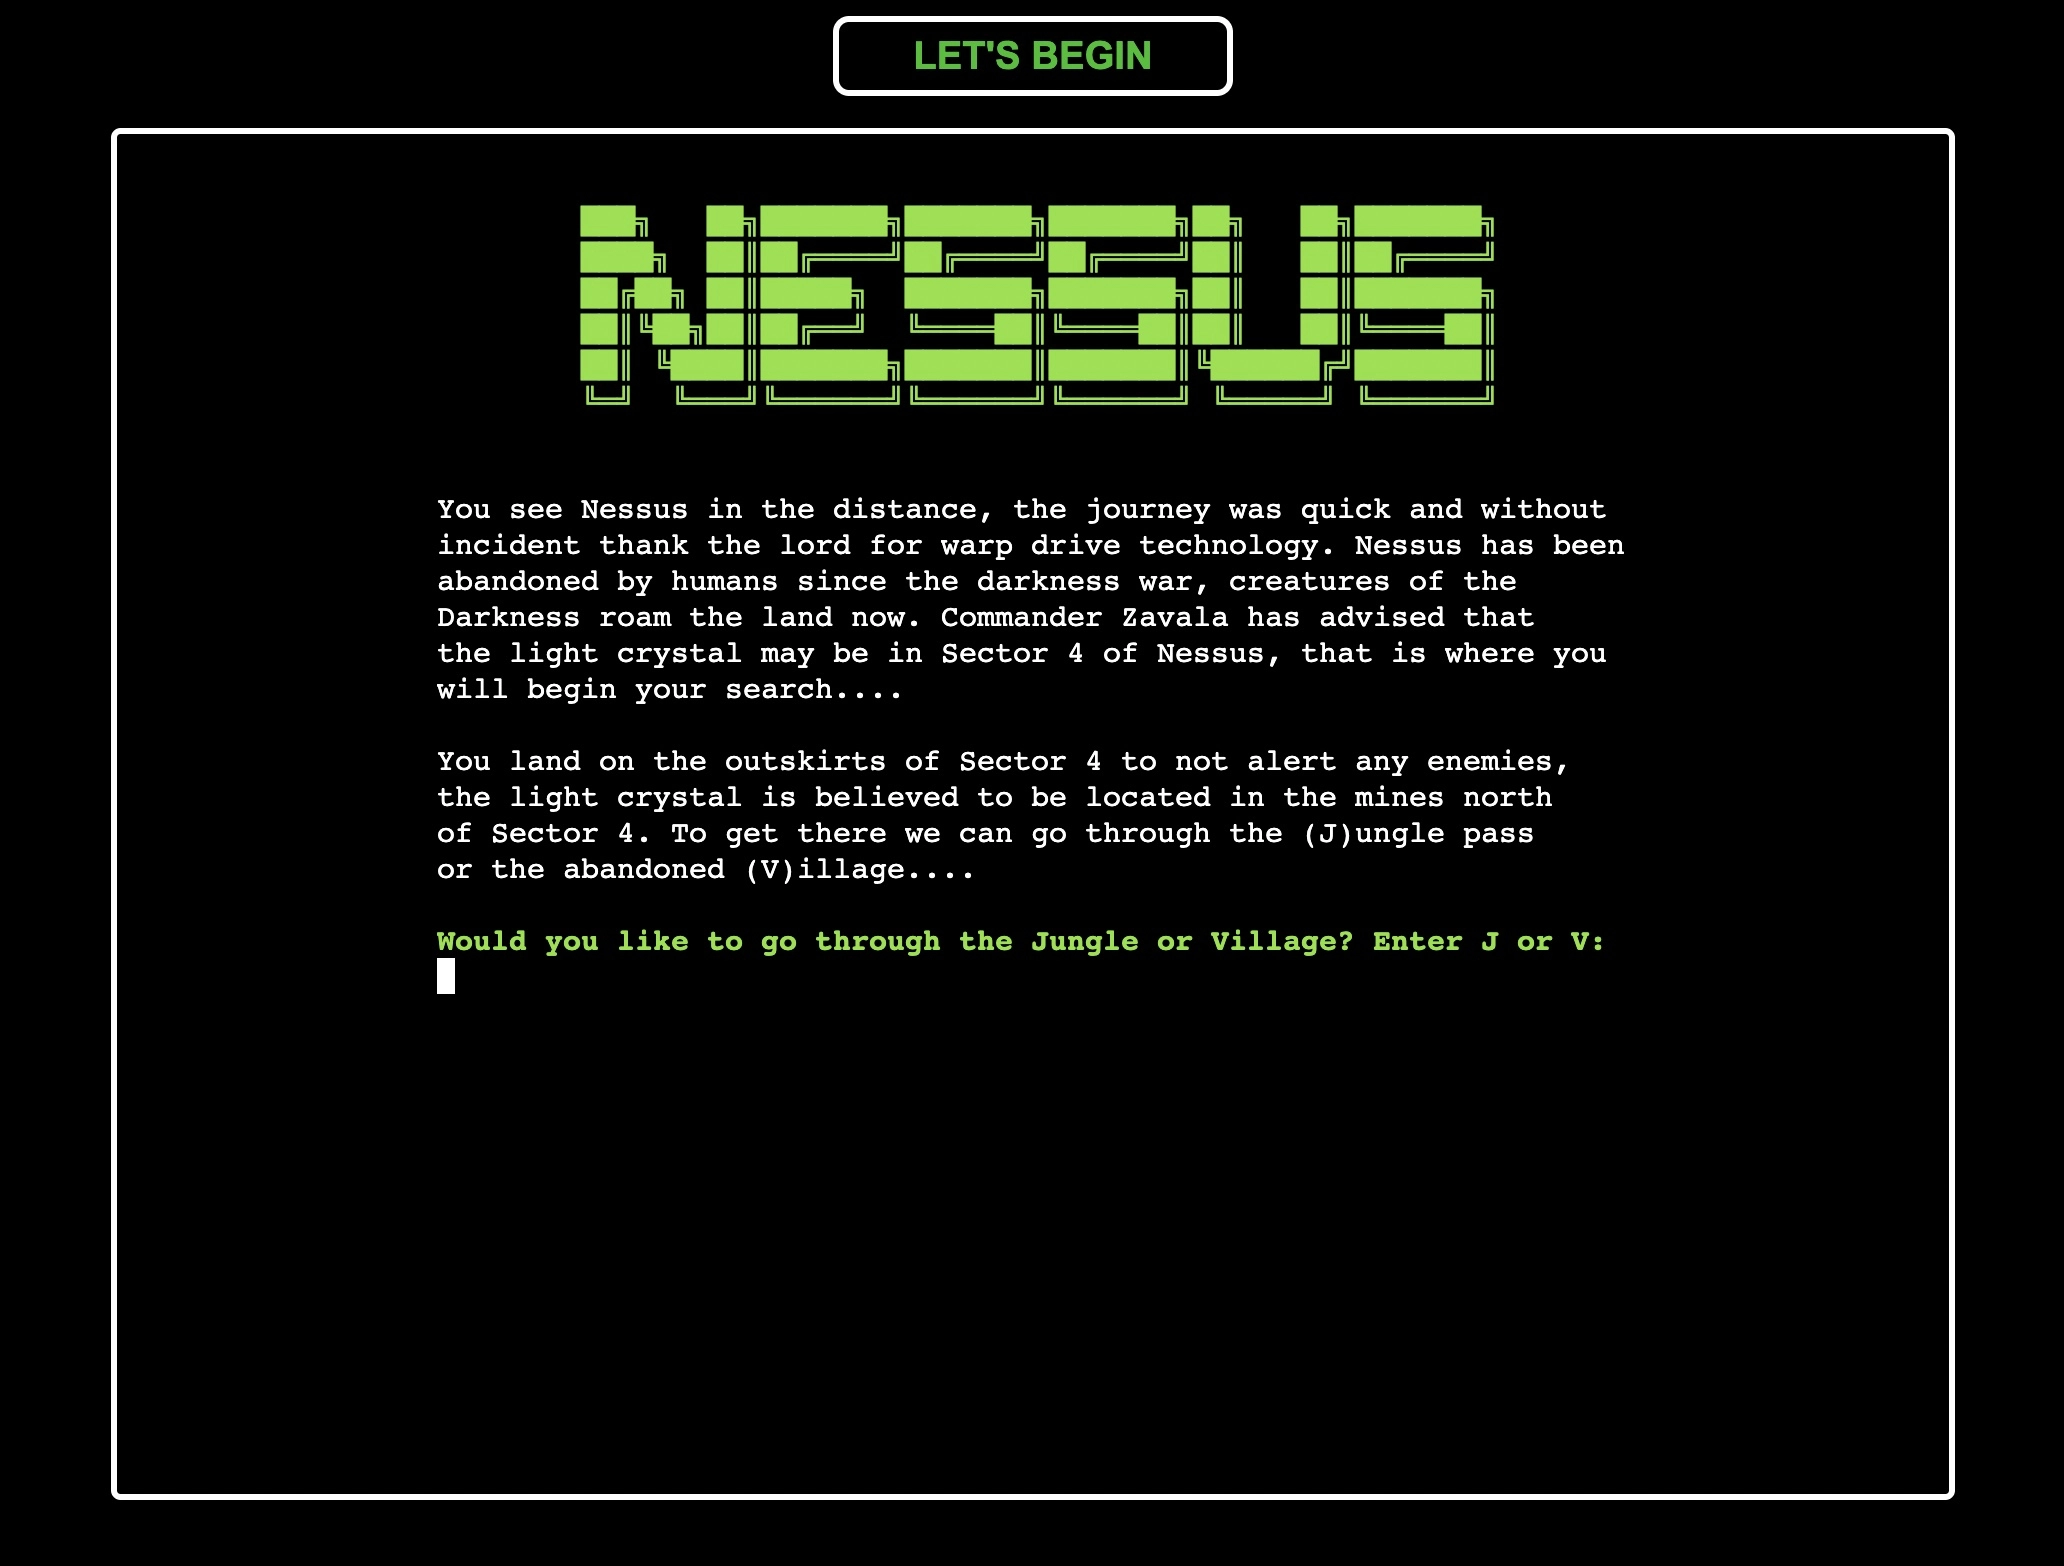 LET'S BEGIN
NESSUS
You see Nessus in the distance, the journey was quick and without
incident thank the lord for warp drive technology. Nessus has been
abandoned by humans since the darkness war, creatures of the
Darkness roam the land now. Commander Zavala has advised that
the light crystal may be in Sector 4 of Nessus, that is where you
will begin your search....
You land on the outskirts of Sector 4 to not alert any enemies,
the light crystal is believed to be located in the mines north
of Sector 4. To get there we can go through the (J)ungle pass
or the abandoned (V)illage....
Would you like to go through the Jungle or Village? Enter J or V: